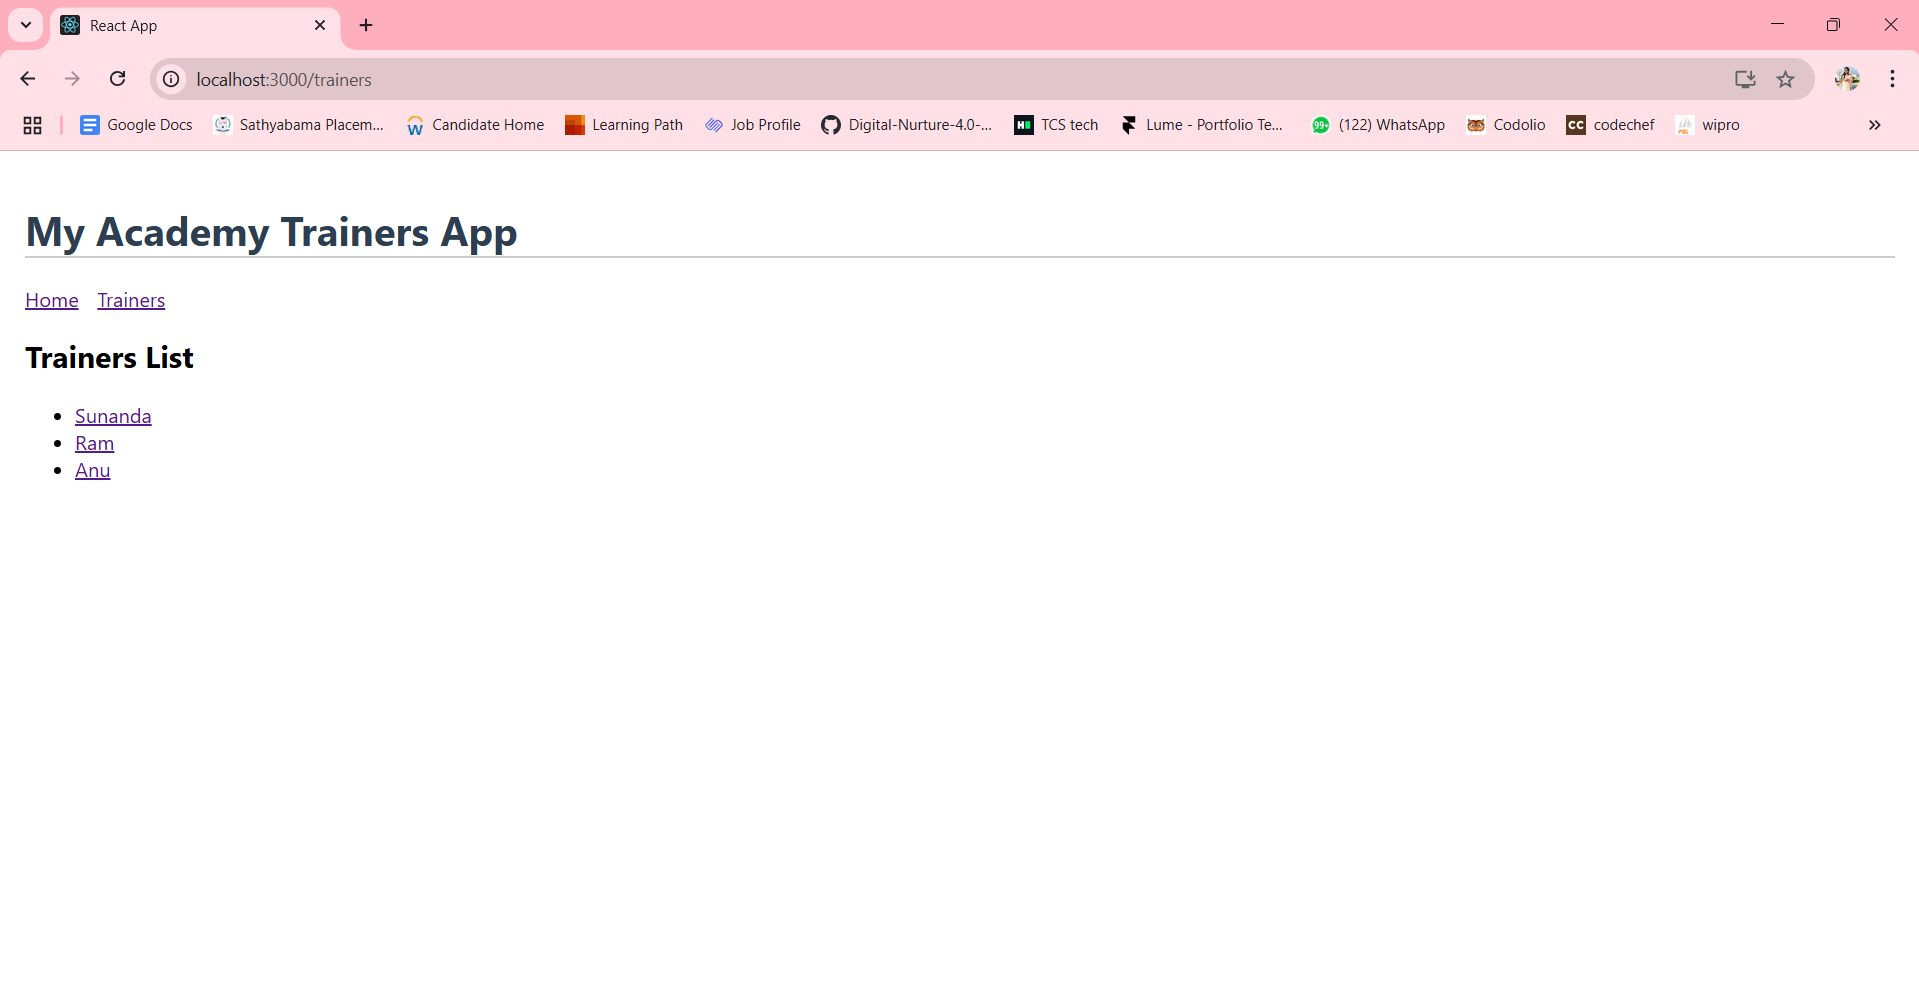 React App
localhost:3000/trainers
Google Docs Sathyabama Placem... Candidate Home Learning Path Job Profile Digital-Nurture-4.0-... TCS tech Lume - Portfolio Te... 99+ (122) WhatsApp Codolio CC codechef wipro
My Academy Trainers App
Home Trainers
Trainers List
Sunanda
Ram
Anu